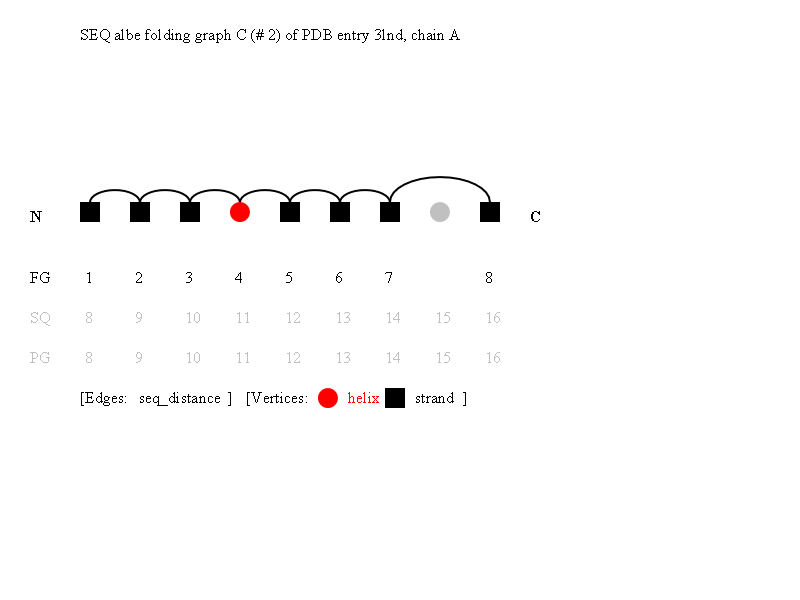 SEQ albe folding graph C (# 2) of PDB entry 3lnd, chain A
N C
FG 1 2 3 4 5 6 7 8
SQ 8 9 10 11 12 13 14 15 16
PG 8 9 10 11 12 13 14 15 16
[Edges: seq_distance ] [Vertices: helix strand ]